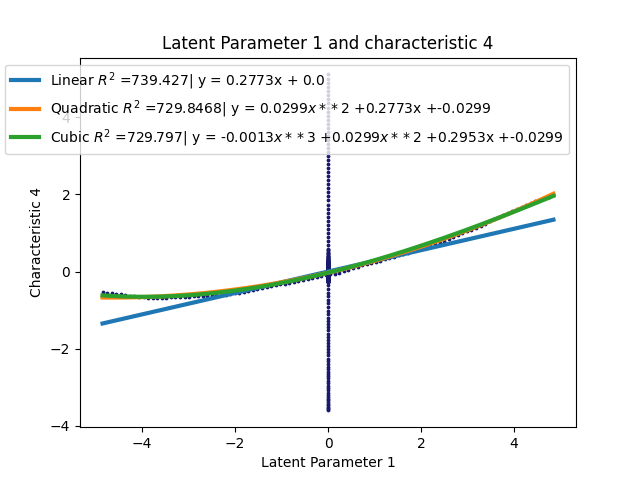 Latent Parameter 1 and characteristic 4
Linear R² =739.427| y = 0.2773x + 0.0
Quadratic R² =729.8468| y = 0.0299x * *2 +0.2773x +-0.0299
Cubic R² =729.797| y = -0.0013x * *3 +0.0299x * *2 +0.2953x +-0.0299
Characteristic 4
4
2
0
−2
−4
−4 −2 0 2 4
Latent Parameter 1